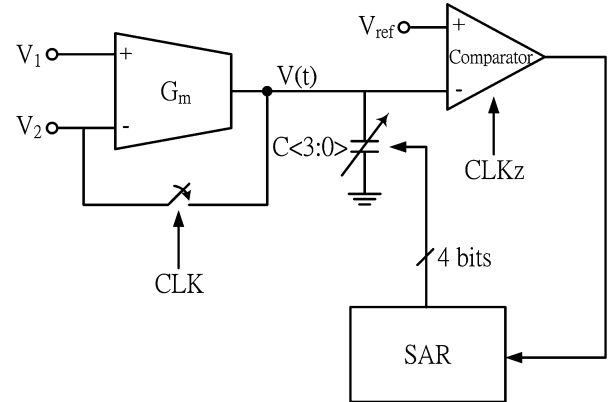 Vref
+
Comparator
-
V1
+
Gm
V(t)
V2
-
C<3:0>
CLKz
CLK
4 bits
SAR